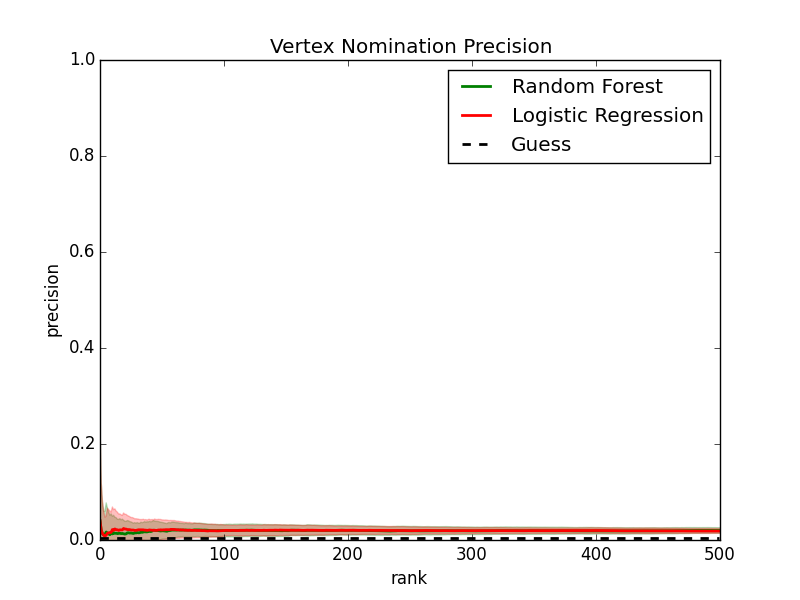 Vertex Nomination Precision
1.0
0.8
0.6
0.4
0.2
0.0
precision
Random Forest
Logistic Regression
Guess
0 100 200 300 400 500
rank